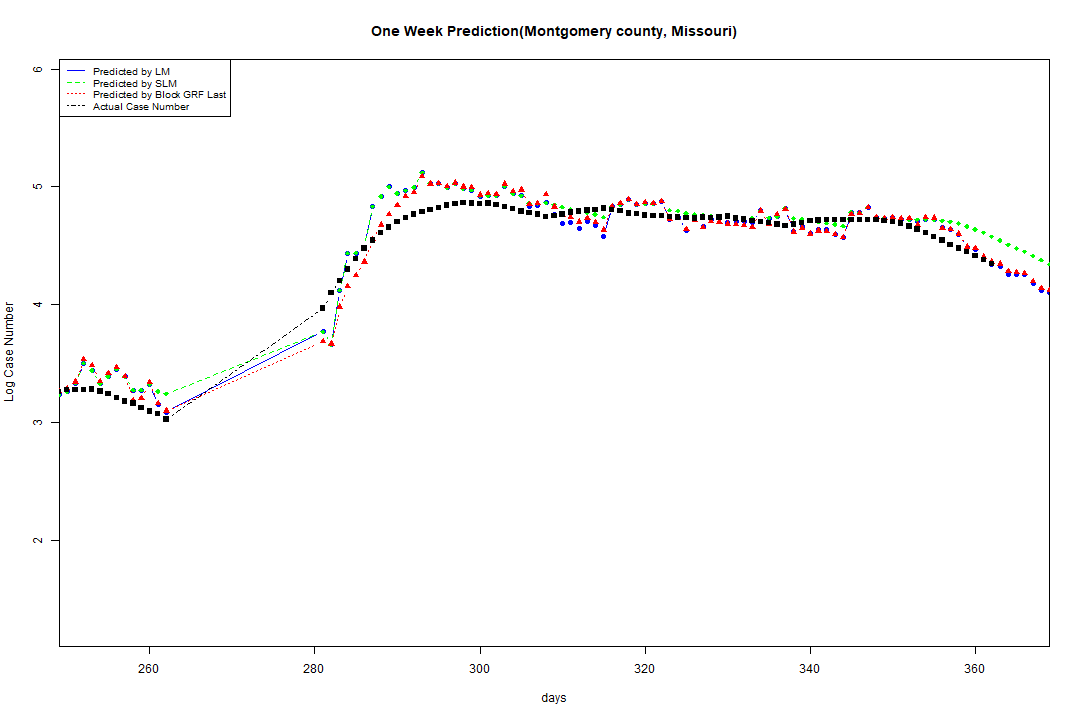 One Week Prediction(Montgomery county, Missouri)
Predicted by LM
Predicted by SLM
Predicted by Block GRF Last
Actual Case Number
6
5
4
3
2
Log Case Number
260 280 300 320 340 360
days